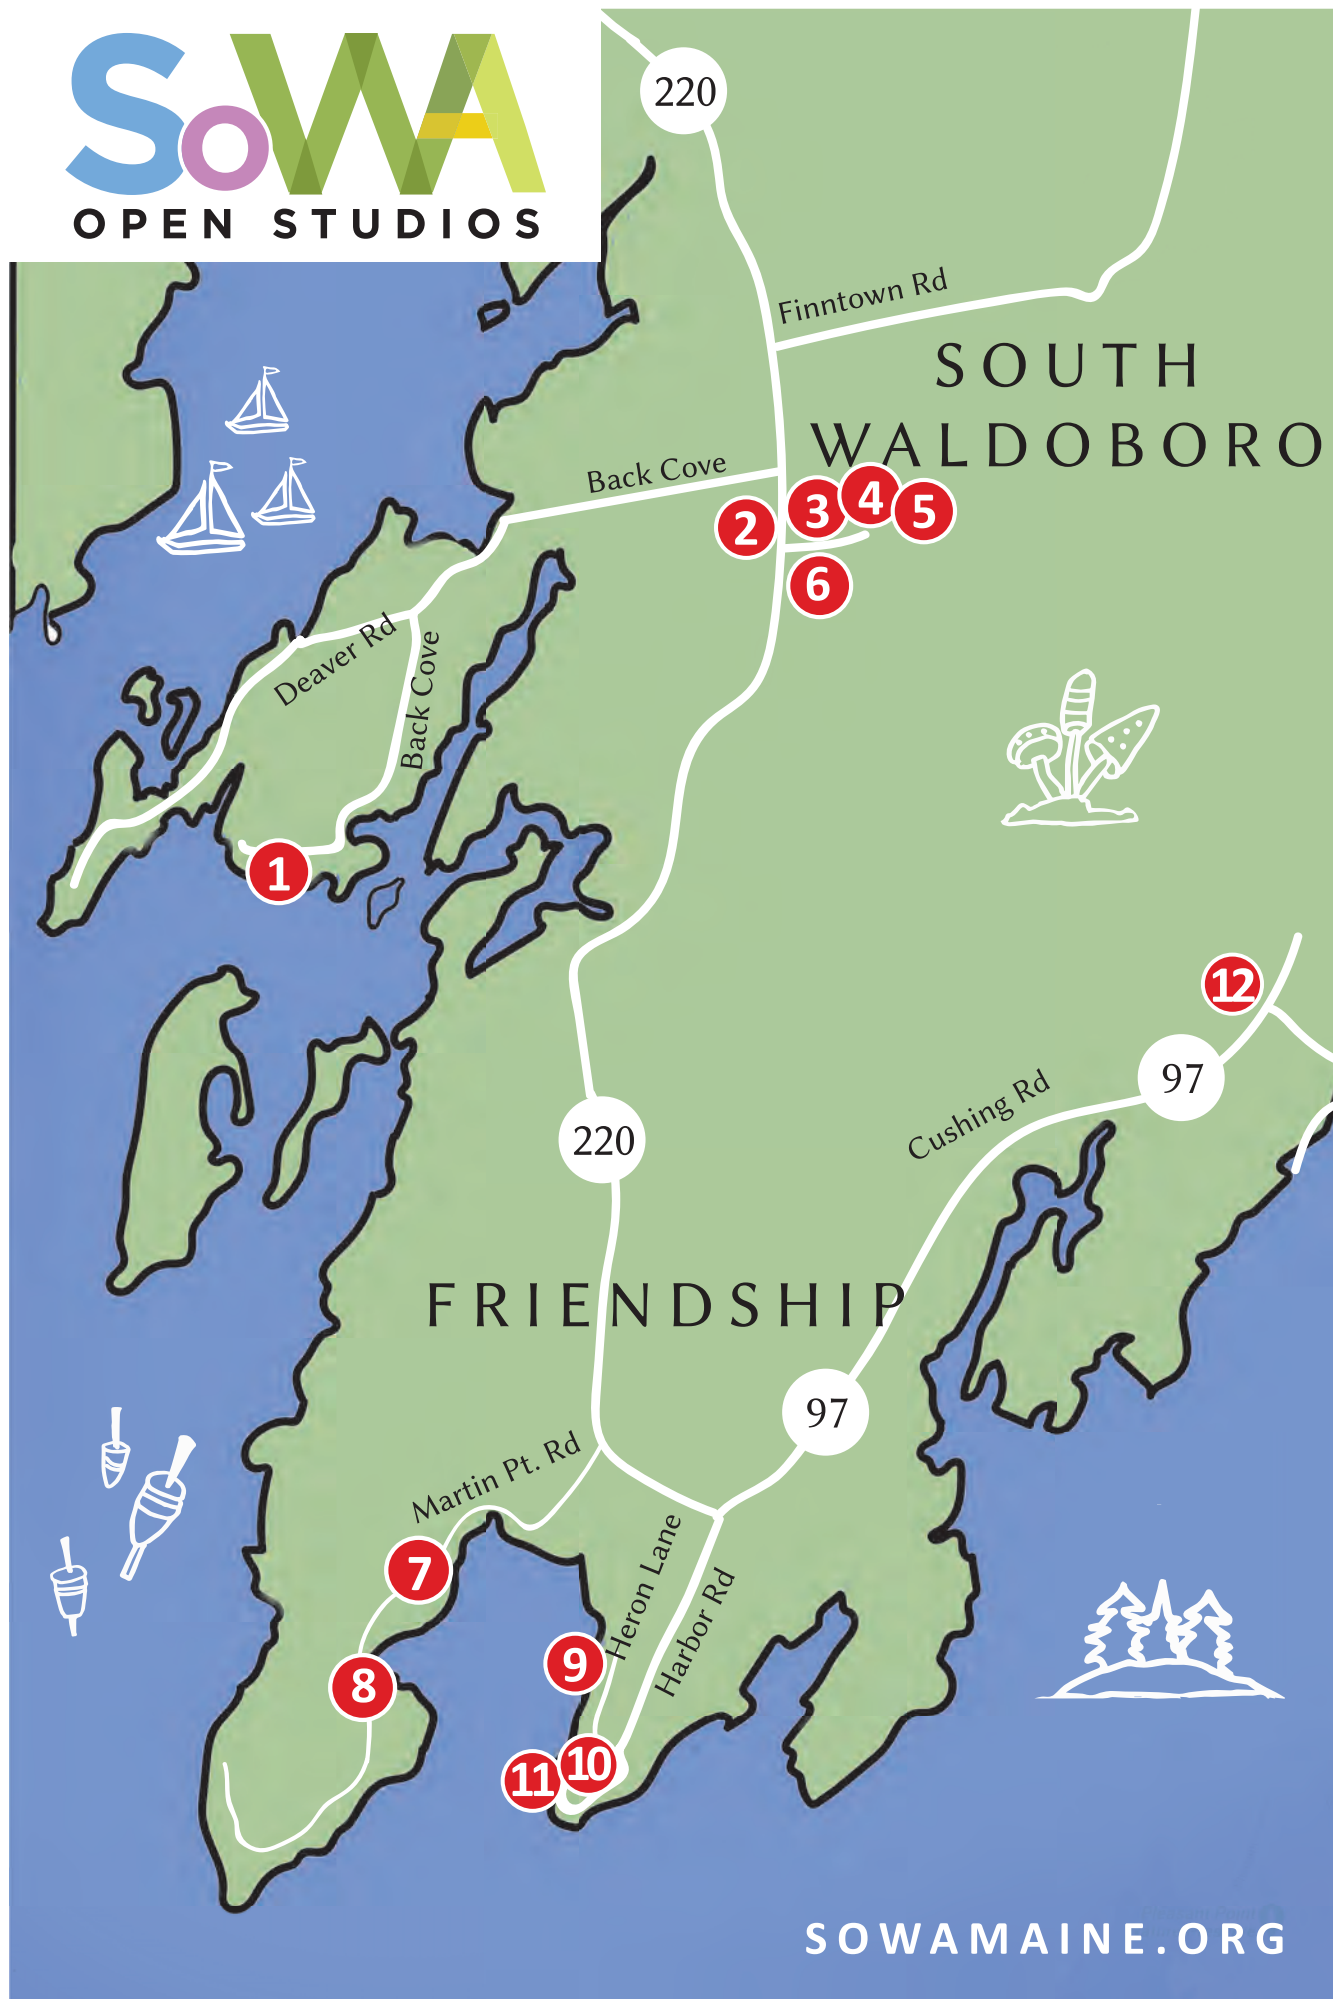 SoWA
OPEN STUDIOS
220
Finntown Rd
SOUTH
WALDOBORO
Back Cove
2
3
4
5
6
Deaver Rd
Back Cove
1
12
97
Cushing Rd
220
FRIENDSHIP
97
Martin Pt. Rd
7
Heron Lane
Harbor Rd
8
9
10
11
SOWAMAINE.ORG